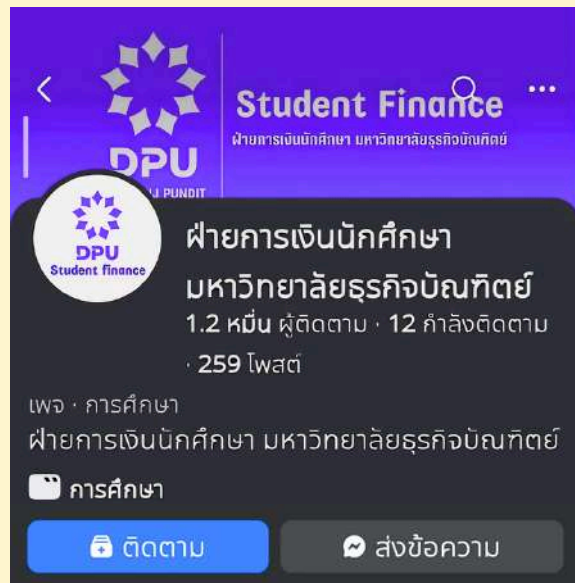 Student Finance
ฝ่ายการเงินนักศึกษา มหาวิทยาลัยธุรกิจบัณฑิตย์
DPU
PUNDIT
DPU
Student finance
ฝ่ายการเงินนักศึกษา
มหาวิทยาลัยธุรกิจบัณฑิตย์
1.2 หมื่น ผู้ติดตาม · 12 กำลังติดตาม
· 259 โพสต์
เพจ · การศึกษา
ฝ่ายการเงินนักศึกษา มหาวิทยาลัยธุรกิจบัณฑิตย์
การศึกษา
ติดตาม
ส่งข้อความ